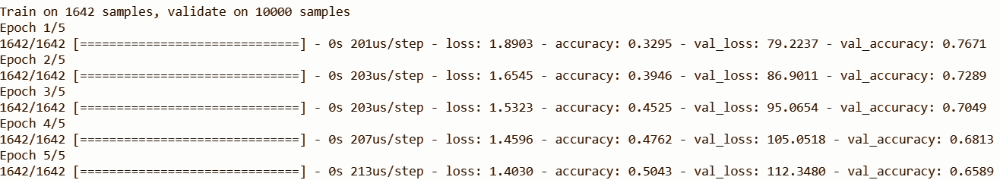 Train on 1642 samples, validate on 10000 samples
Epoch 1/5
1642/1642 [==============================] - 0s 201us/step - loss: 1.8903 - accuracy: 0.3295 - val_loss: 79.2237 - val_accuracy: 0.7671
Epoch 2/5
1642/1642 [==============================] - 0s 203us/step - loss: 1.6545 - accuracy: 0.3946 - val_loss: 86.9011 - val_accuracy: 0.7289
Epoch 3/5
1642/1642 [==============================] - 0s 203us/step - loss: 1.5323 - accuracy: 0.4525 - val_loss: 95.0654 - val_accuracy: 0.7049
Epoch 4/5
1642/1642 [==============================] - 0s 207us/step - loss: 1.4596 - accuracy: 0.4762 - val_loss: 105.0518 - val_accuracy: 0.6813
Epoch 5/5
1642/1642 [==============================] - 0s 213us/step - loss: 1.4030 - accuracy: 0.5043 - val_loss: 112.3480 - val_accuracy: 0.6589